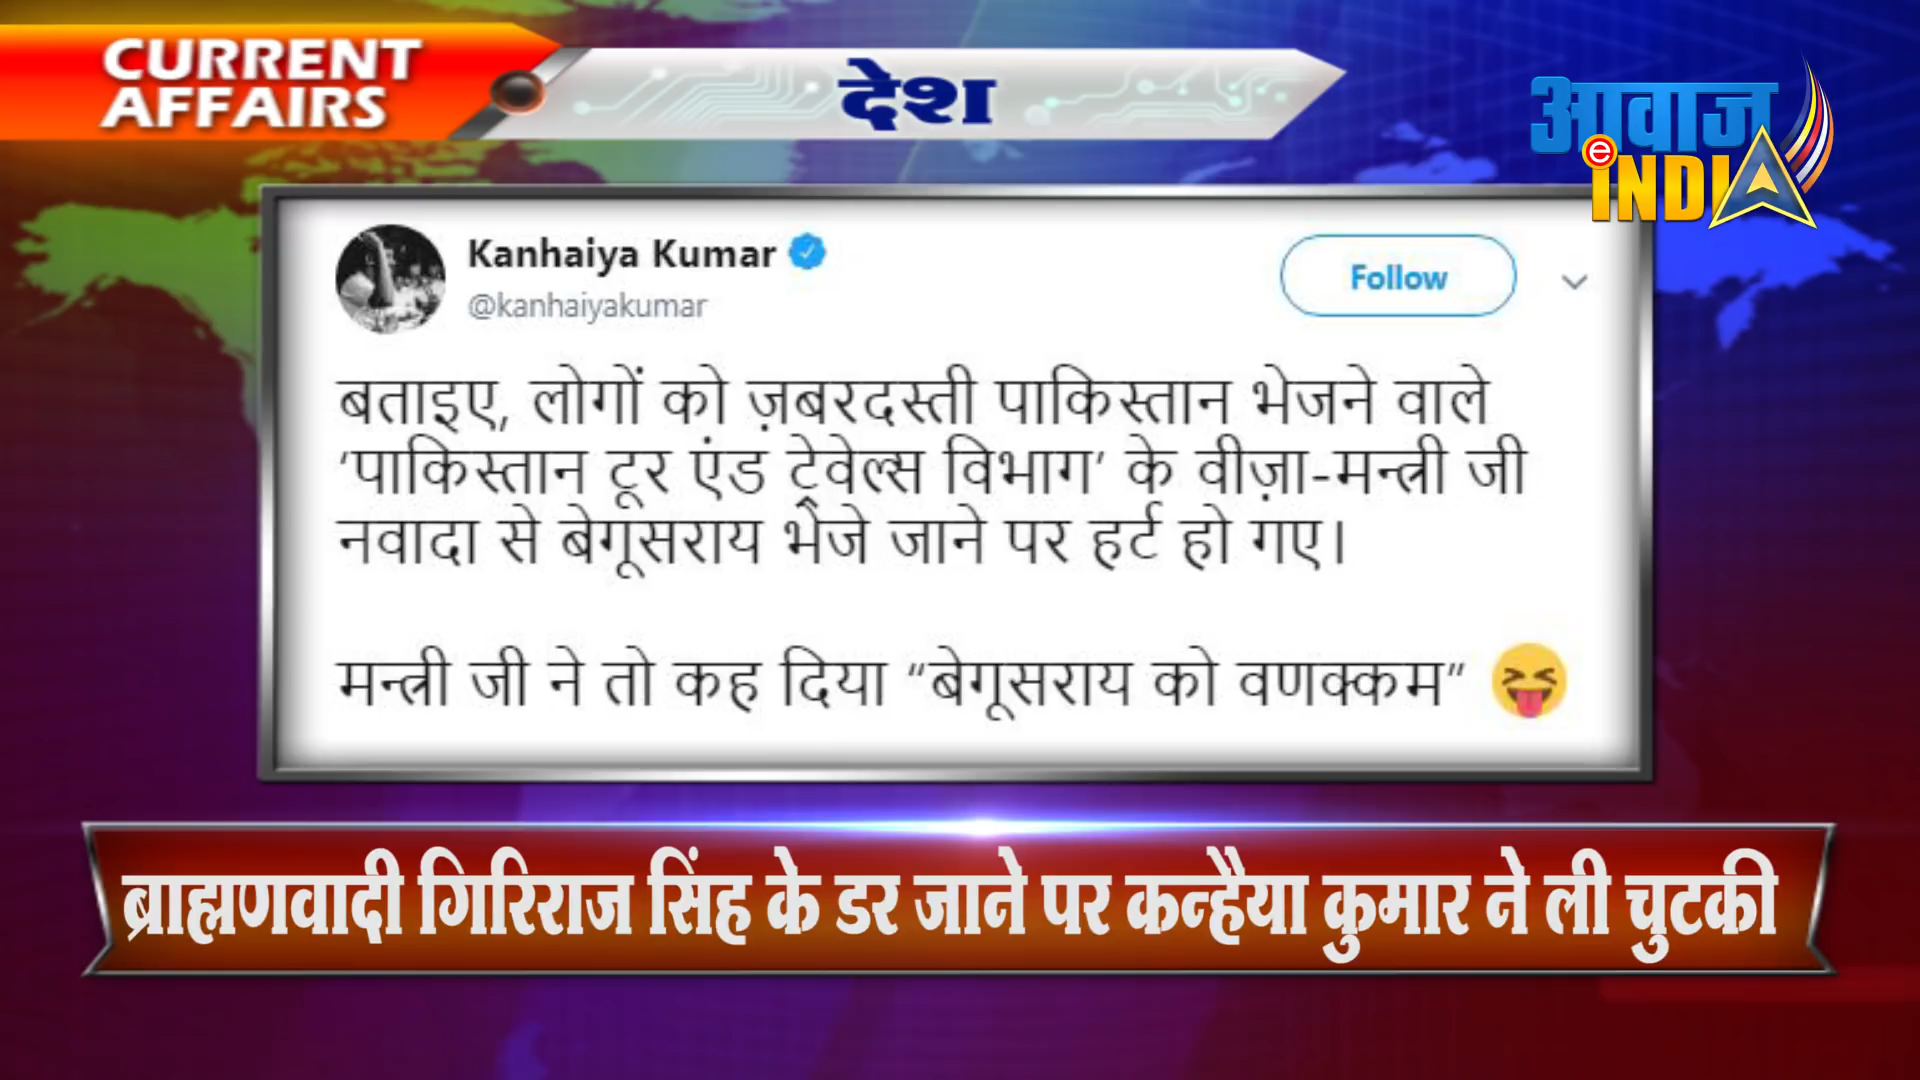 CURRENT
AFFAIRS
देश
आवाज
e
INDIA
Kanhaiya Kumar
@kanhaiyakumar
Follow
बताइए, लोगों को ज़बरदस्ती पाकिस्तान भेजने वाले
‘पाकिस्तान टूर एंड ट्रेवेल्स विभाग’ के वीज़ा-मन्त्री जी
नवादा से बेगूसराय भेजे जाने पर हर्ट हो गए।
मन्त्री जी ने तो कह दिया “बेगूसराय को वणक्कम”
ब्राह्मणवादी गिरिराज सिंह के डर जाने पर कन्हैया कुमार ने ली चुटकी